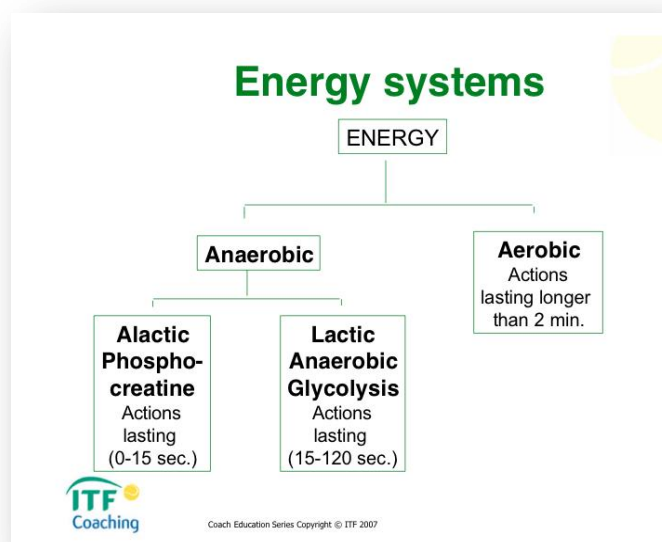 Energy systems
ENERGY
Anaerobic
Aerobic
Actions
lasting longer
than 2 min.
Alactic
Phospho-
creatine
Actions
lasting
(0-15 sec.)
Lactic
Anaerobic
Glycolysis
Actions
lasting
(15-120 sec.)
ITF
Coaching
Coach Education Series Copyright © ITF 2007